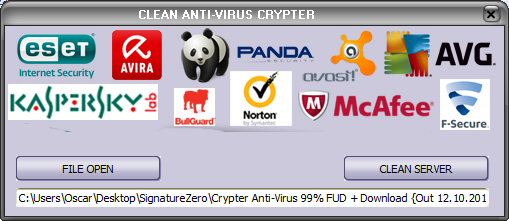 CLEAN ANTI-VIRUS CRYPTER
eset
Internet Security
AVIRA
PANDA
SECURITY
avast!
AVG.
KASPERSKY lab
BullGuard
Norton
by Symantec
McAfee
F-Secure.
FILE OPEN
CLEAN SERVER
C:\Users\Oscar\Desktop\SignatureZero\Crypter Anti-Virus 99% FUD + Download {Out 12.10.201